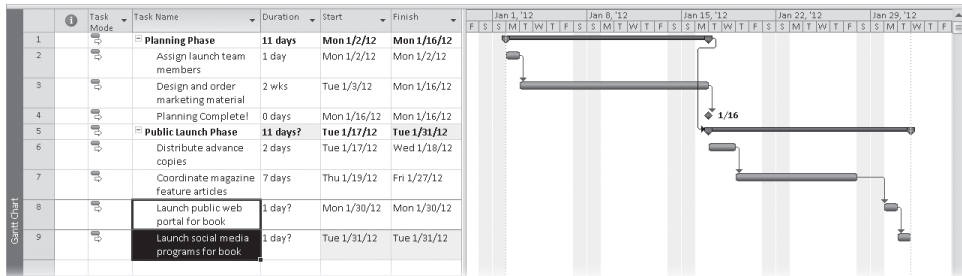 Task Mode Task Name Duration Start Finish
Jan 1, '12 Jan 8, '12 Jan 15, '12 Jan 22, '12 Jan 29, '12
F S S M T W T F S S M T W T F S S M T W T F S S M T W T F S S M T W T F S
1 Planning Phase 11 days Mon 1/2/12 Mon 1/16/12
2 Assign launch team members 1 day Mon 1/2/12 Mon 1/2/12
3 Design and order marketing material 2 wks Tue 1/3/12 Mon 1/16/12
4 Planning Complete! 0 days Mon 1/16/12 Mon 1/16/12
1/16
5 Public Launch Phase 11 days? Tue 1/17/12 Tue 1/31/12
6 Distribute advance copies 2 days Tue 1/17/12 Wed 1/18/12
7 Coordinate magazine feature articles 7 days Thu 1/19/12 Fri 1/27/12
8 Launch public web portal for book 1 day? Mon 1/30/12 Mon 1/30/12
9 Launch social media programs for book 1 day? Tue 1/31/12 Tue 1/31/12
Gantt Chart